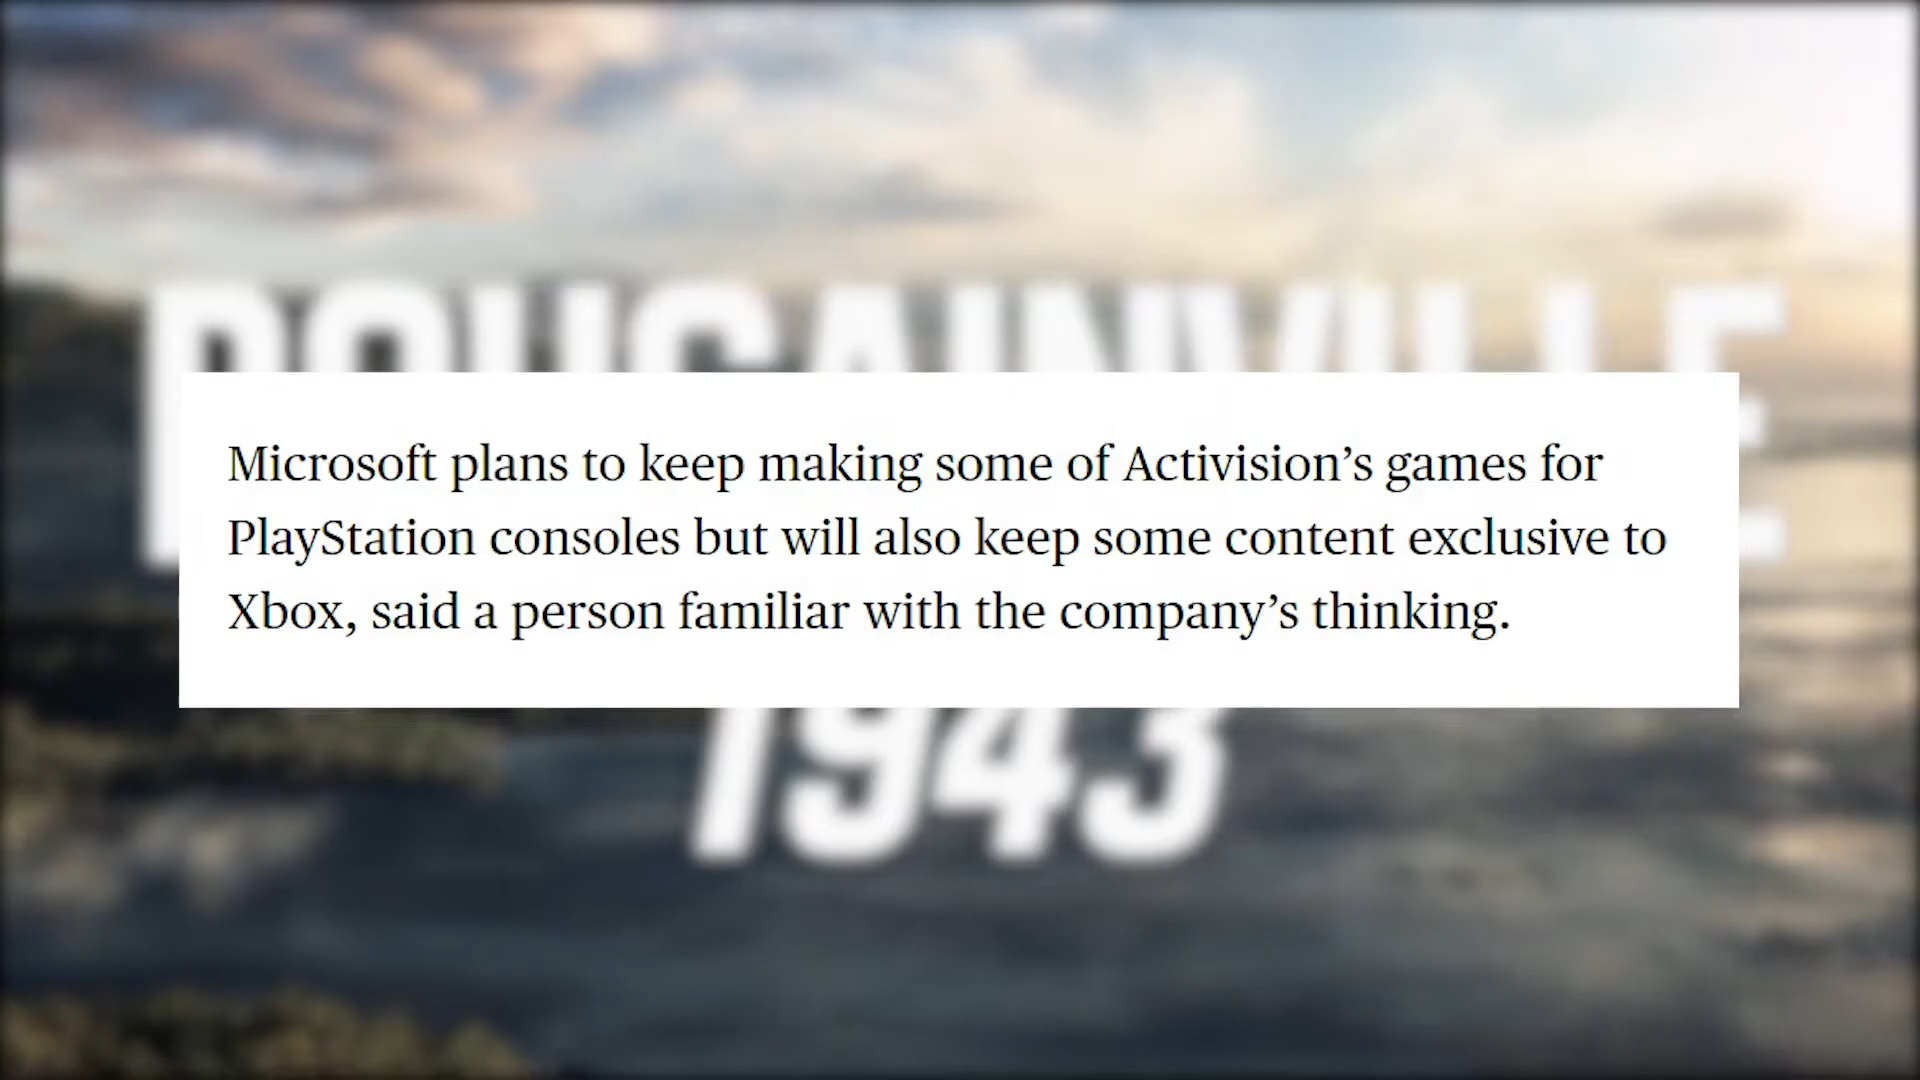 BOUGAINVILLE
Microsoft plans to keep making some of Activision’s games for
PlayStation consoles but will also keep some content exclusive to
Xbox, said a person familiar with the company’s thinking.
1943